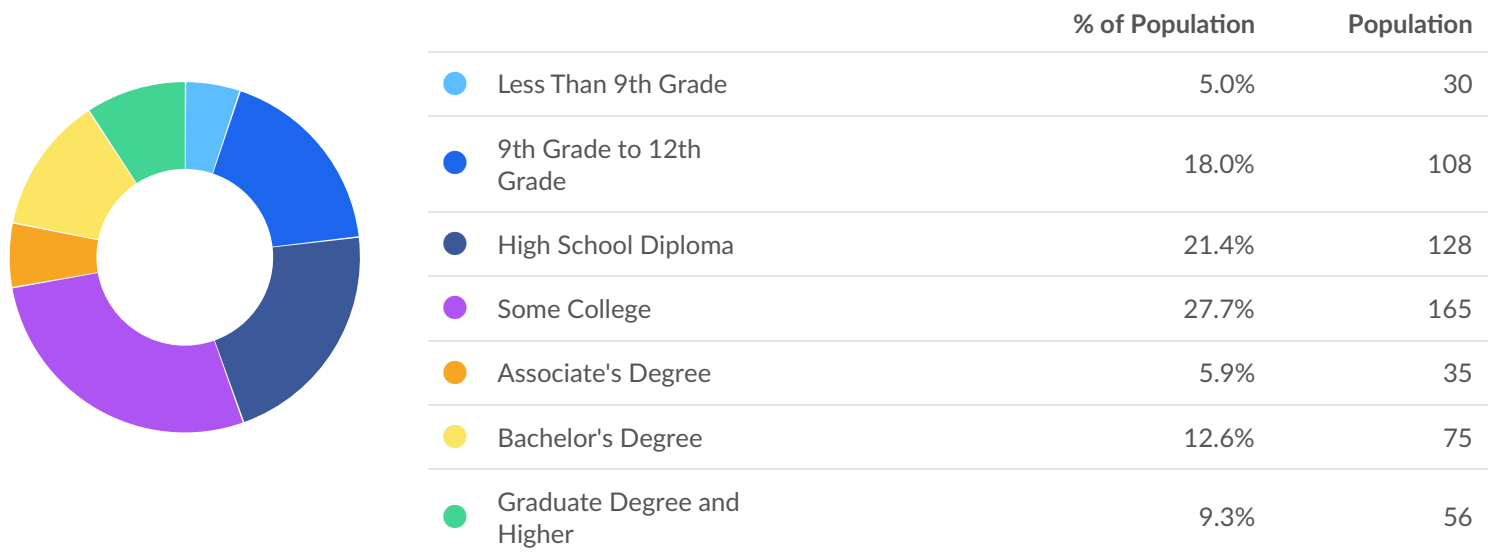 % of Population Population
Less Than 9th Grade 5.0% 30
9th Grade to 12th
Grade 18.0% 108
High School Diploma 21.4% 128
Some College 27.7% 165
Associate's Degree 5.9% 35
Bachelor's Degree 12.6% 75
Graduate Degree and
Higher 9.3% 56